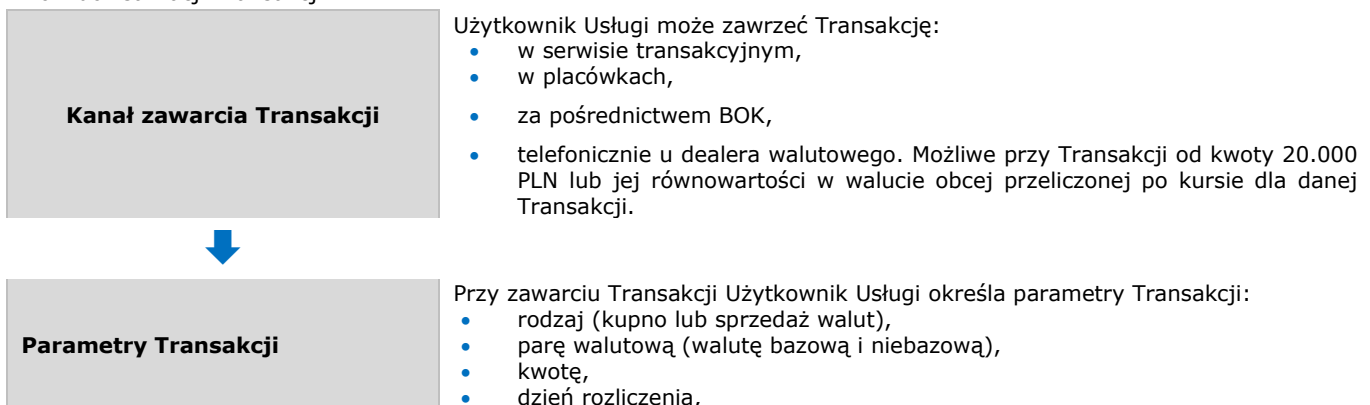 Użytkownik Usługi może zawrzeć Transakcję:
• w serwisie transakcyjnym,
• w placówkach,
Kanał zawarcia Transakcji
• za pośrednictwem BOK,
• telefonicznie u dealera walutowego. Możliwe przy Transakcji od kwoty 20.000
PLN lub jej równowartości w walucie obcej przeliczonej po kursie dla danej
Transakcji.
Przy zawarciu Transakcji Użytkownik Usługi określa parametry Transakcji:
• rodzaj (kupno lub sprzedaż walut),
Parametry Transakcji
• parę walutową (walutę bazową i niebazową),
• kwotę,
• dzień rozliczenia,